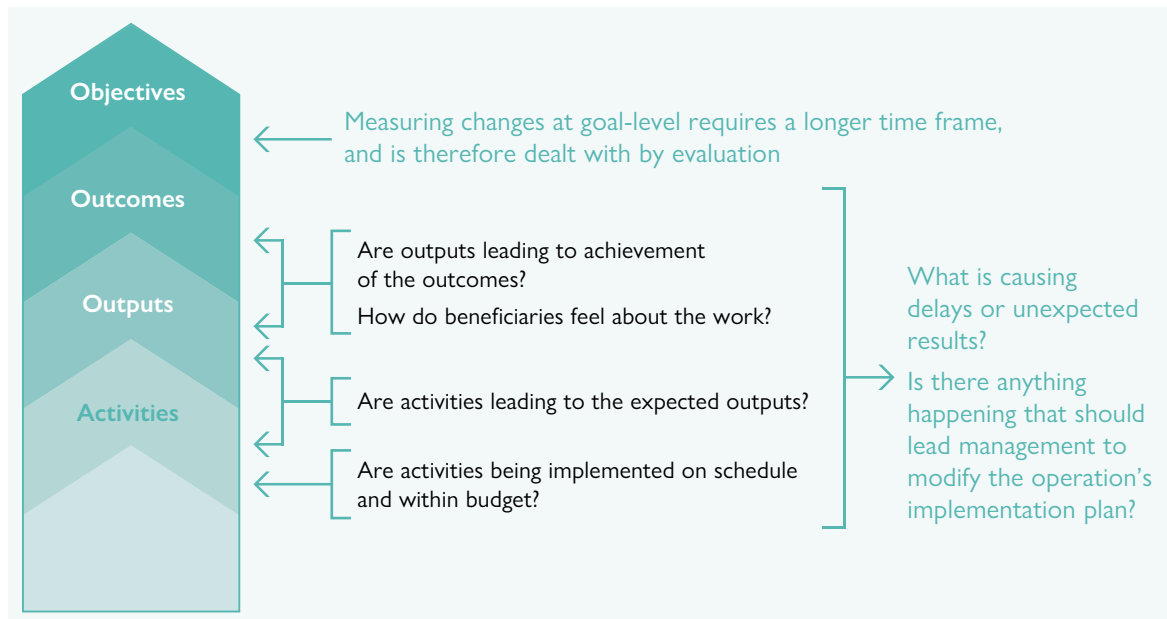 Objectives
Measuring changes at goal-level requires a longer time frame,
and is therefore dealt with by evaluation
Outcomes
Are outputs leading to achievement
of the outcomes?
How do beneficiaries feel about the work?
Outputs
Are activities leading to the expected outputs?
Activities
Are activities being implemented on schedule
and within budget?
What is causing
delays or unexpected
results?
Is there anything
happening that should
lead management to
modify the operation’s
implementation plan?